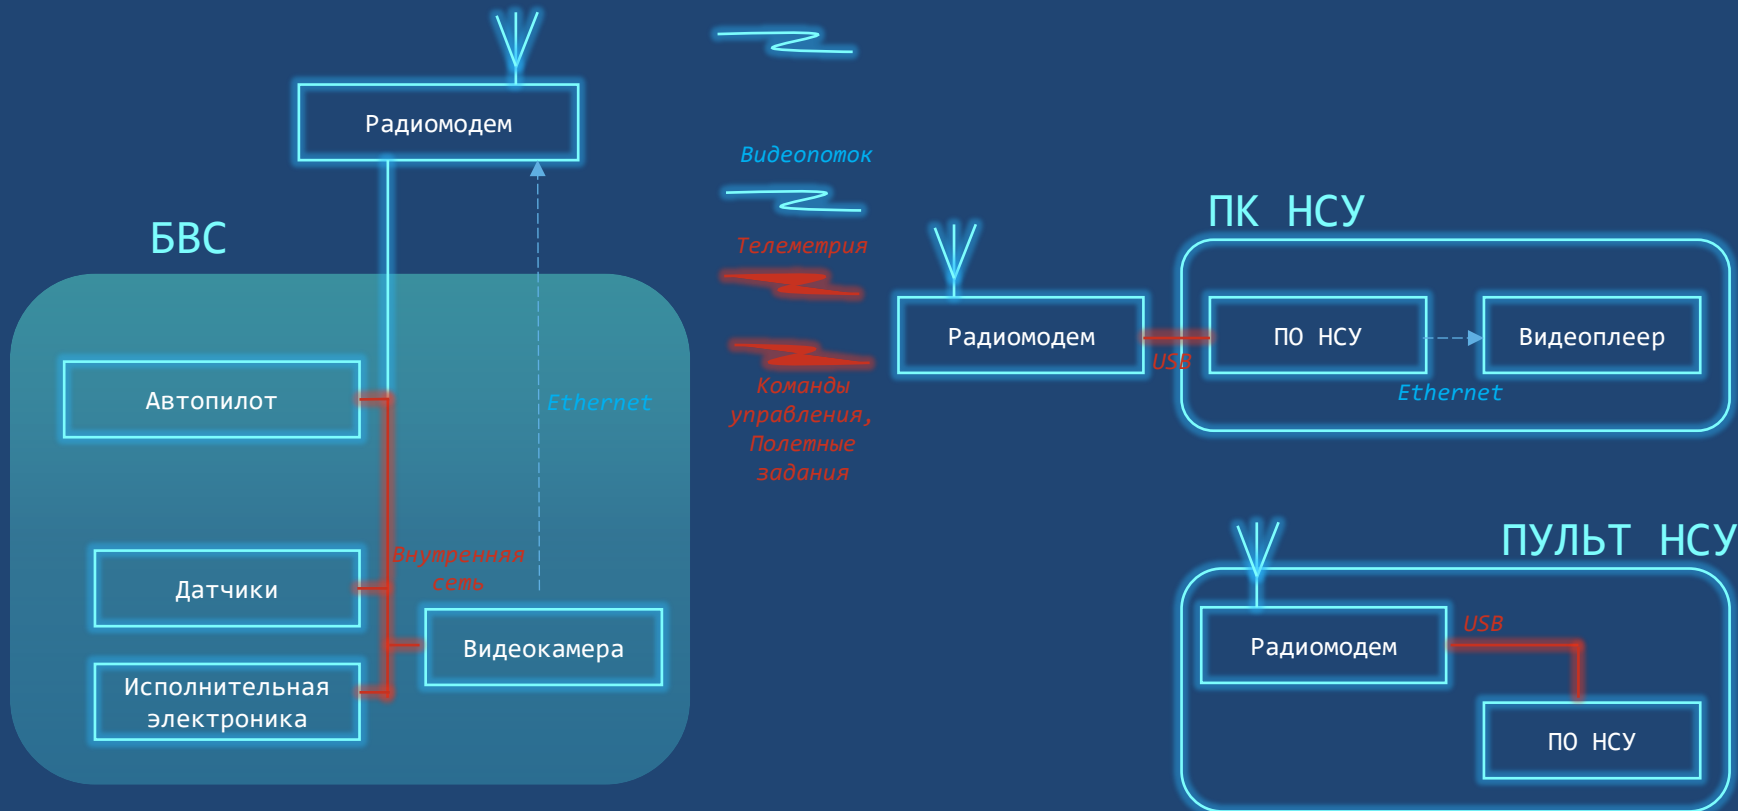 Радиомодем
Видеопоток
БВС
Телеметрия
Автопилот
Ethernet
Команды
управления,
Полетные
задания
Внутренняя
сеть
Датчики
Видеокамера
Исполнительная
электроника
ПК НСУ
Радиомодем
USB
ПО НСУ
Видеоплеер
Ethernet
ПУЛЬТ НСУ
Радиомодем
USB
ПО НСУ